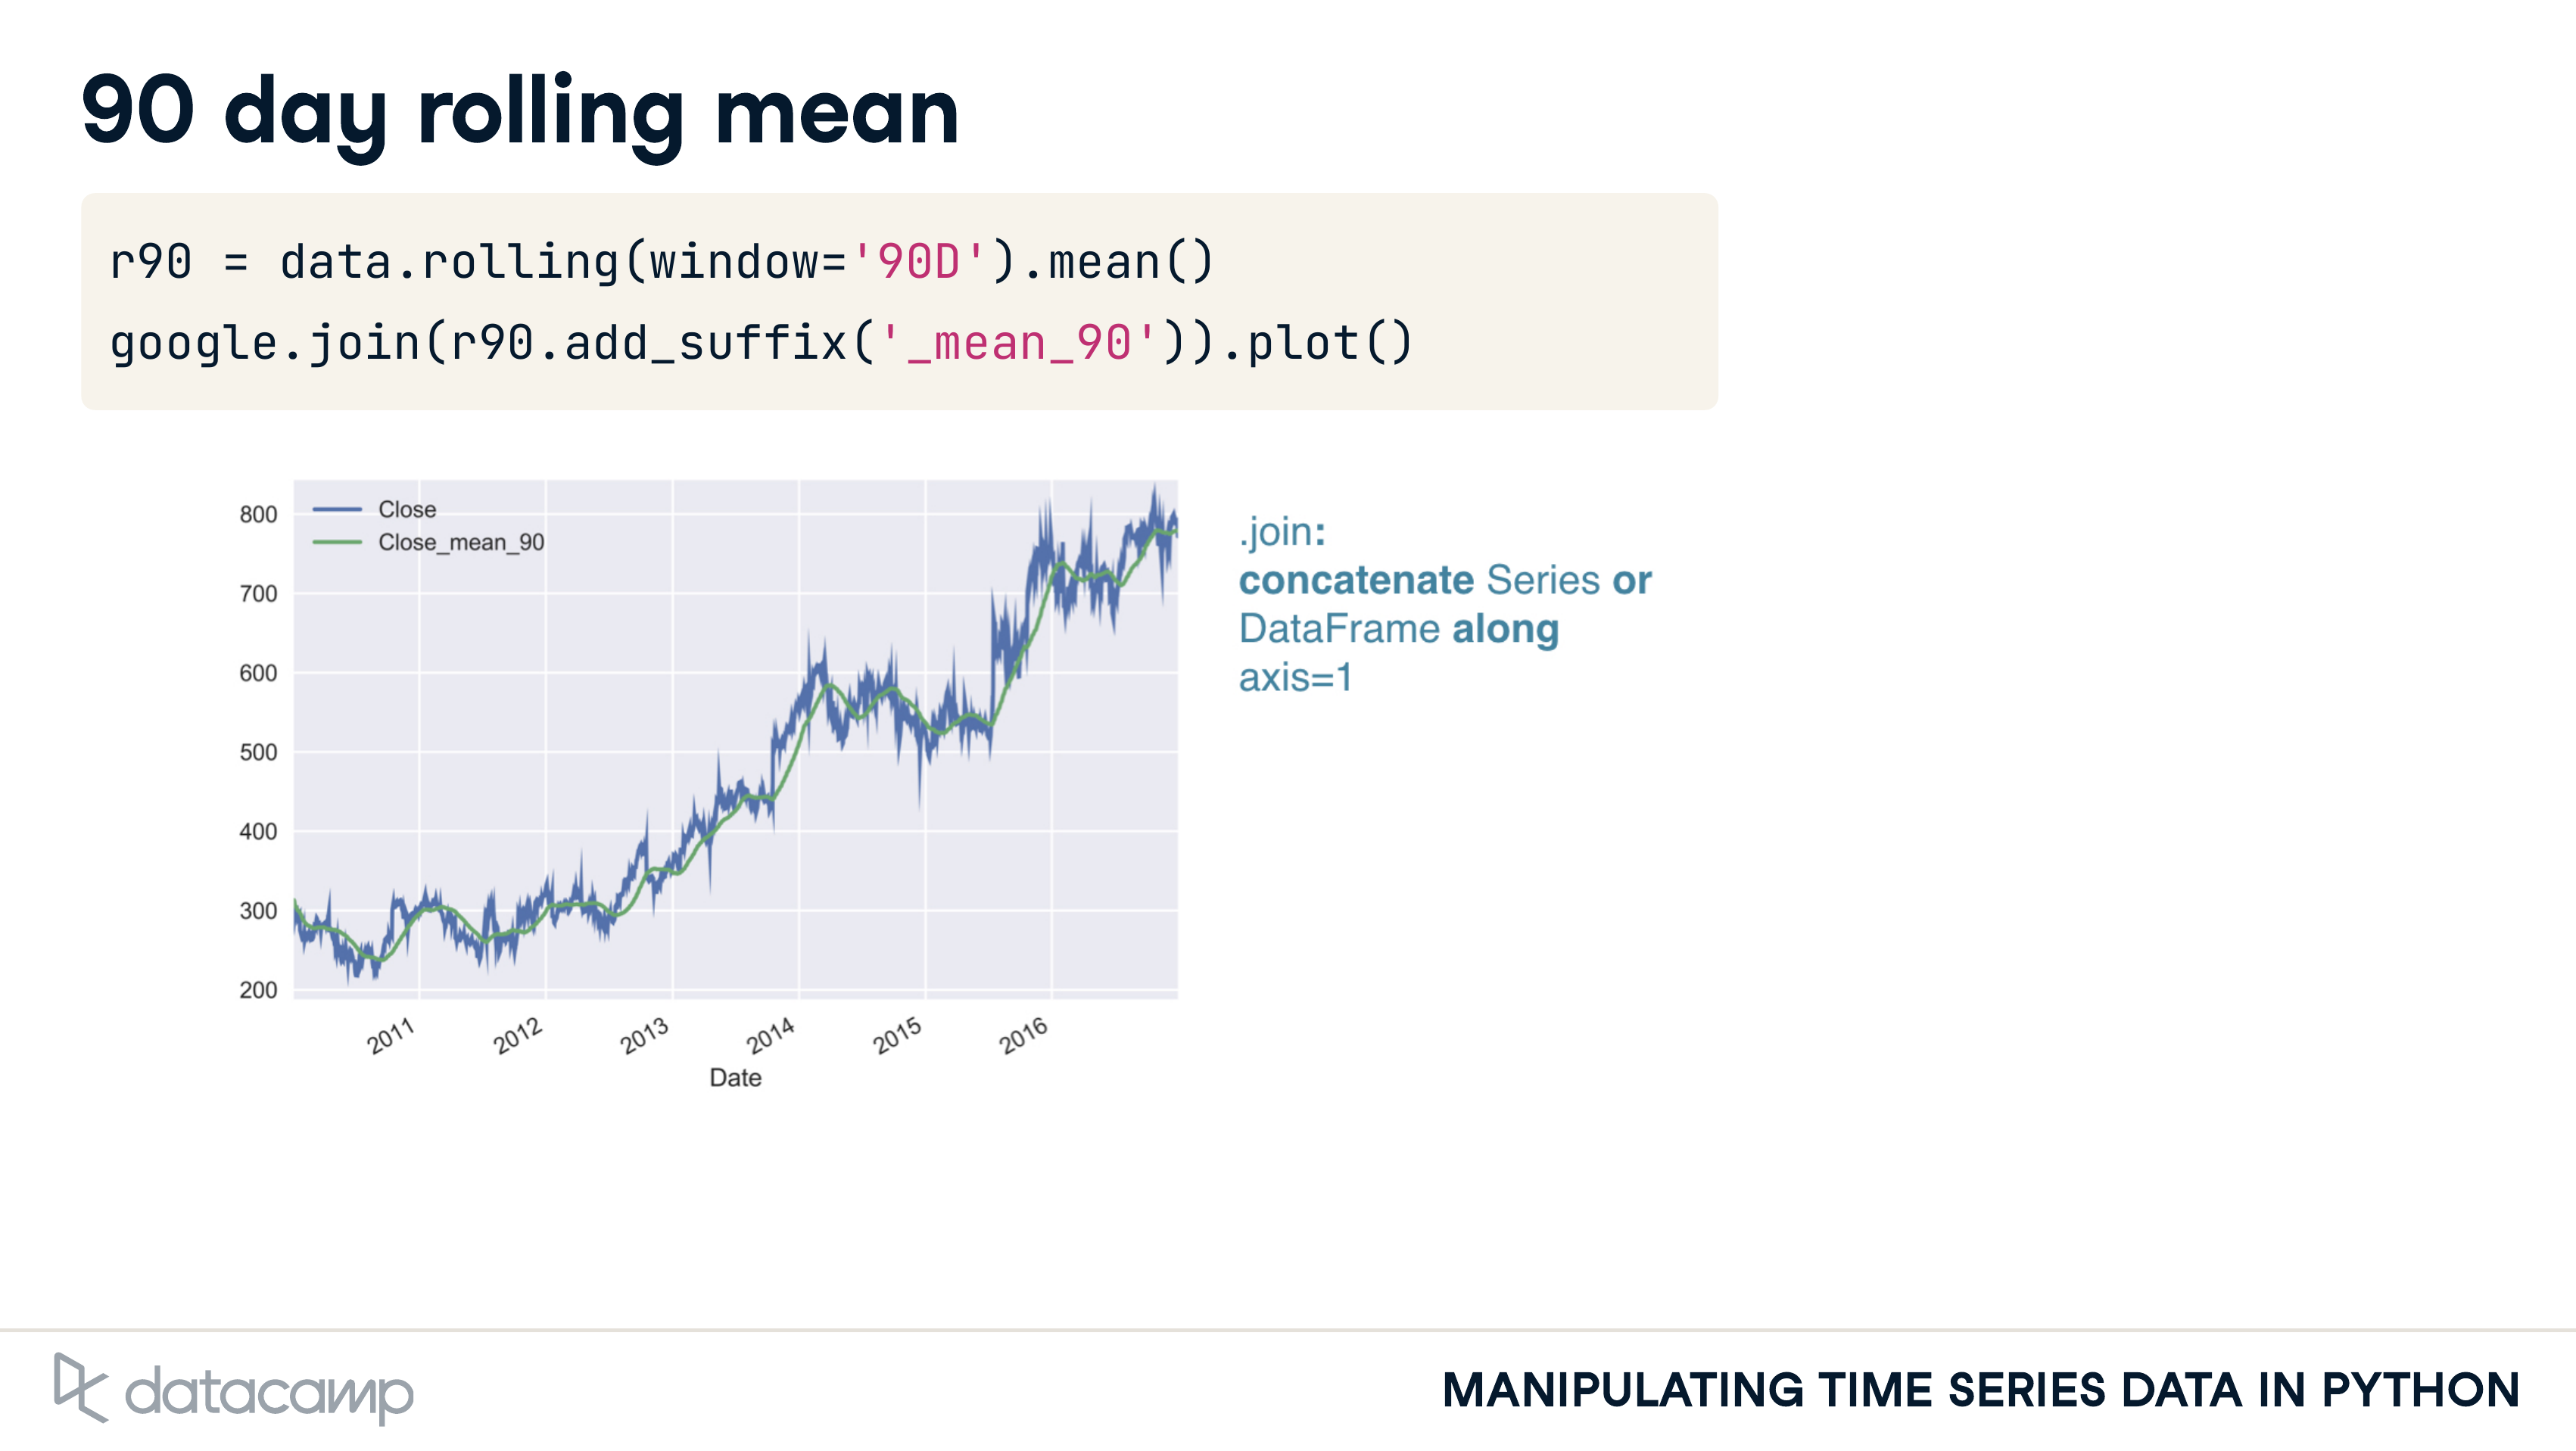 90 day rolling mean
r90 = data.rolling(window='90D').mean()
google.join(r90.add_suffix('_mean_90')).plot()
Close
Close_mean_90
800
700
600
500
400
300
200
2011
2012
2013
2014
2015
2016
Date
.join:
concatenate Series or
DataFrame along
axis=1
datacamp
MANIPULATING TIME SERIES DATA IN PYTHON